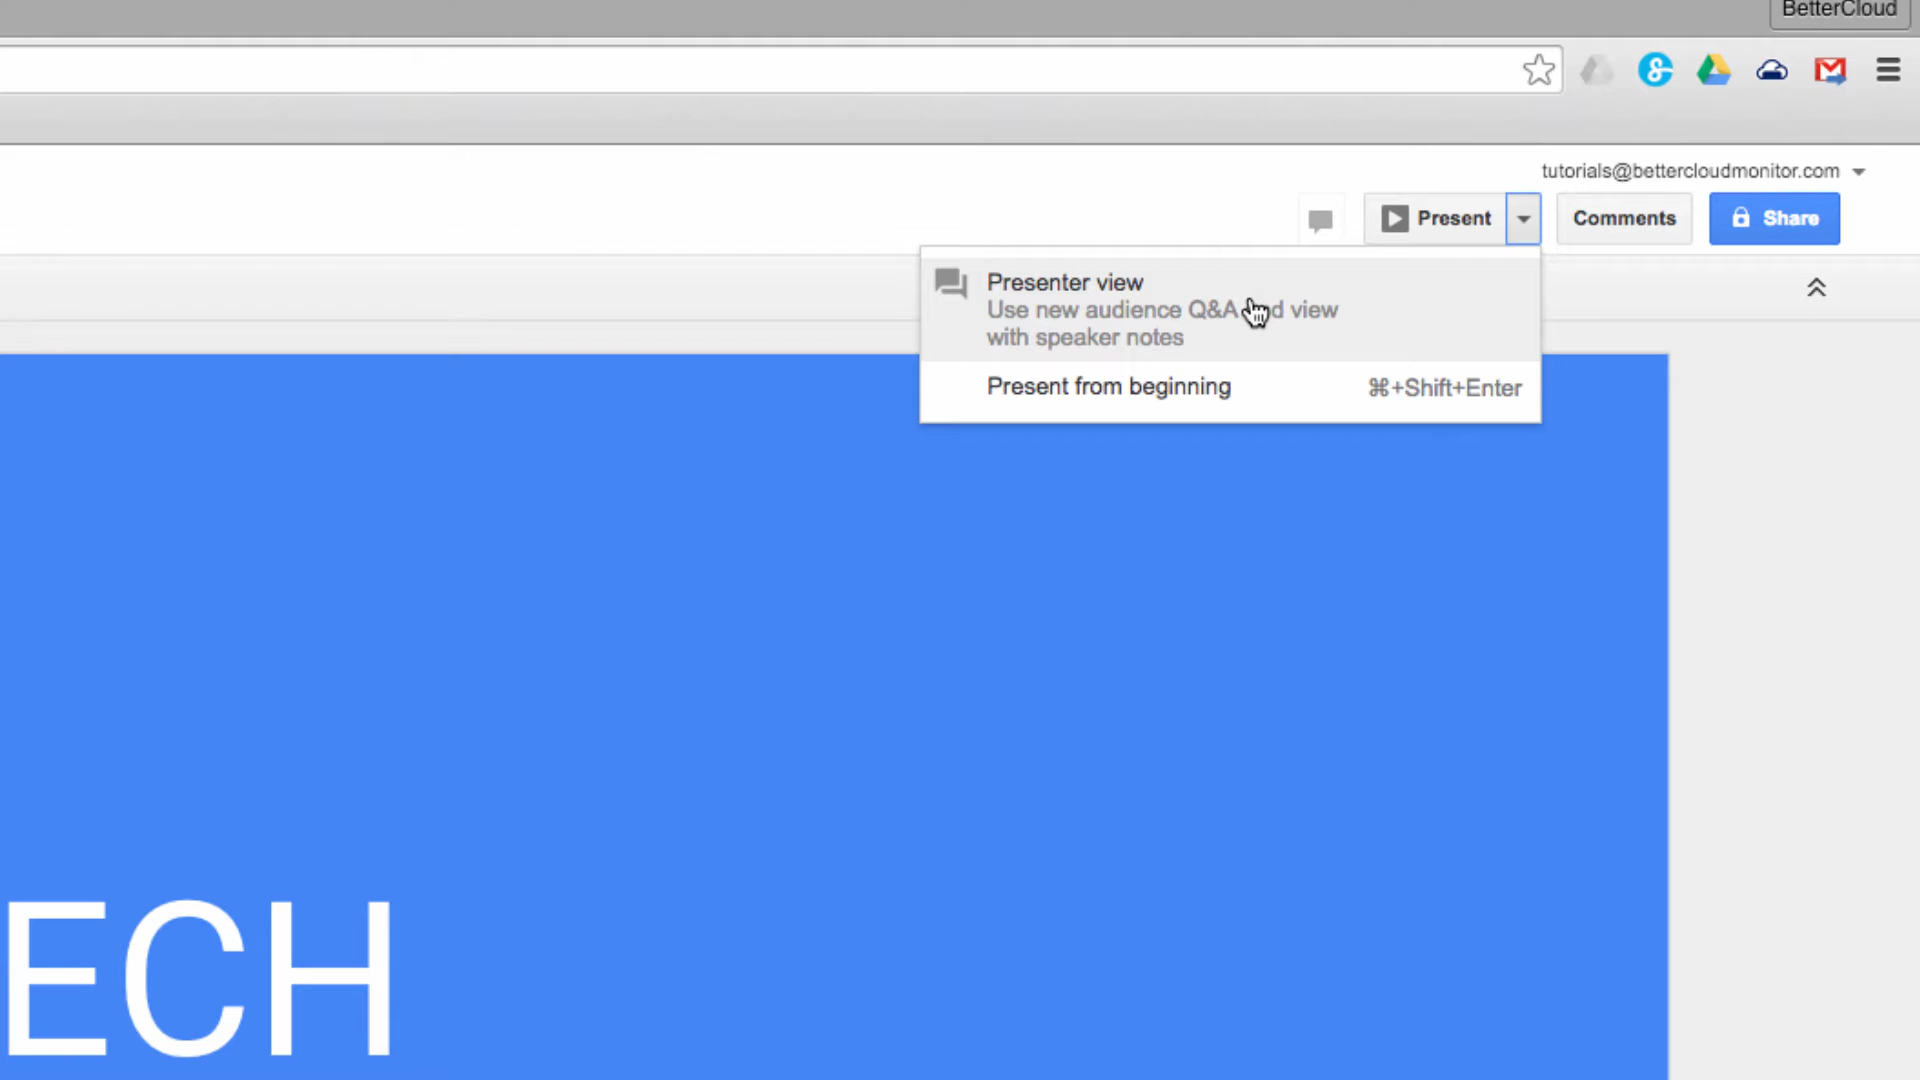 BetterCloud
tutorials@bettercloudmonitor.com
Present
Comments
Share
Presenter view
Use new audience Q&A view
with speaker notes
Present from beginning ⌘+Shift+Enter
ECH